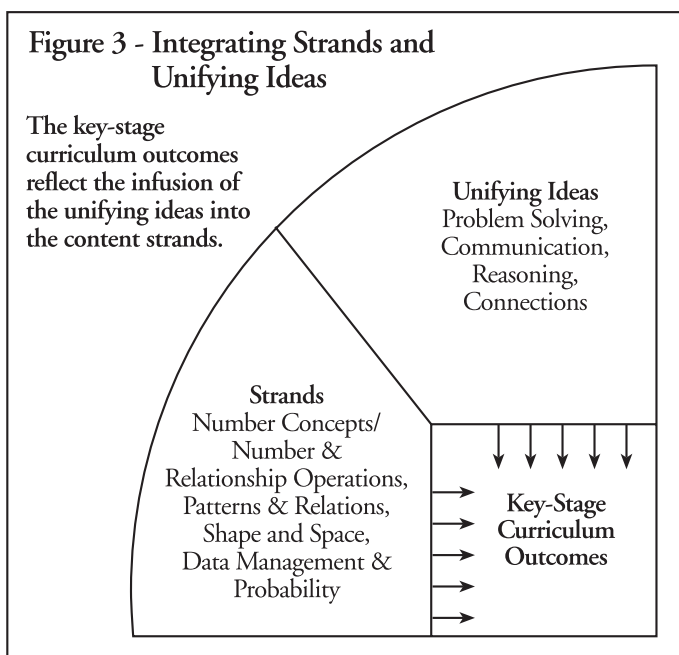 Figure 3 - Integrating Strands and
Unifying Ideas
The key-stage
curriculum outcomes
reflect the infusion of
the unifying ideas into
the content strands.
Unifying Ideas
Problem Solving,
Communication,
Reasoning,
Connections
Strands
Number Concepts/
Number &
Relationship Operations,
Patterns & Relations,
Shape and Space,
Data Management &
Probability
Key-Stage
Curriculum
Outcomes